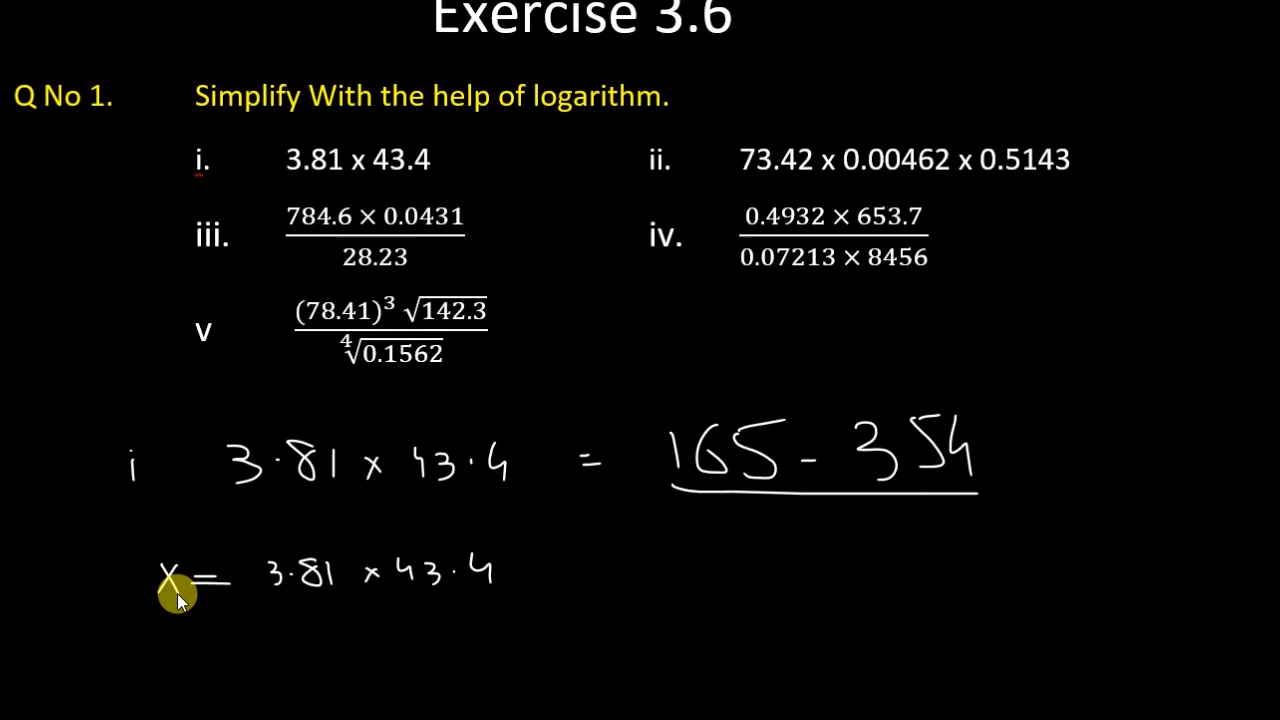 Exercise 3.6
Q No 1. Simplify With the help of logarithm.
i. 3.81 x 43.4 ii. 73.42 x 0.00462 x 0.5143
iii. 784.6 × 0.0431 / 28.23 iv. 0.4932 × 653.7 / 0.07213 × 8456
v (78.41)³ √142.3 / ∜0.1562
i 3.81 x 43.4 = 165-354
x = 3.81 x 43.4